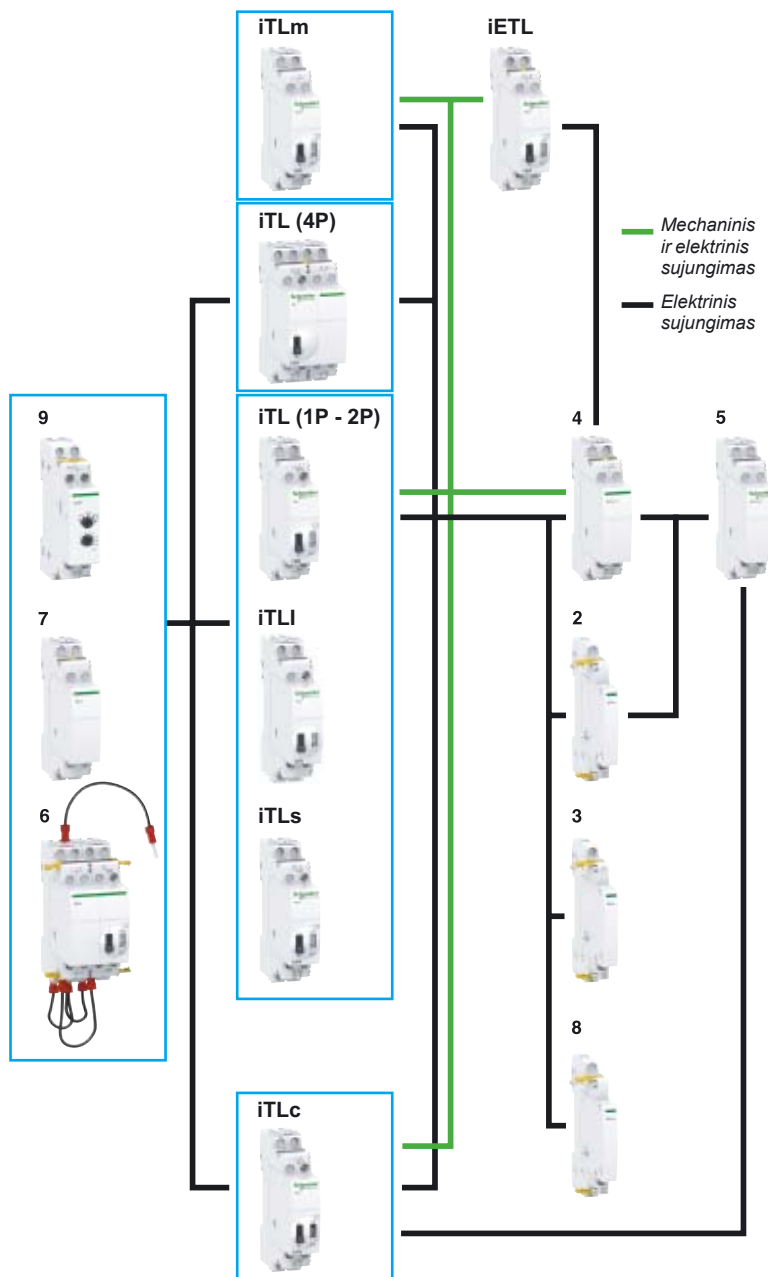 iTLm
iETL
iTL (4P)
Mechaninis
ir elektrinis
sujungimas
Elektrinis
sujungimas
9
iTL (1P - 2P)
4
5
7
iTLl
2
6
iTLs
3
8
iTLc